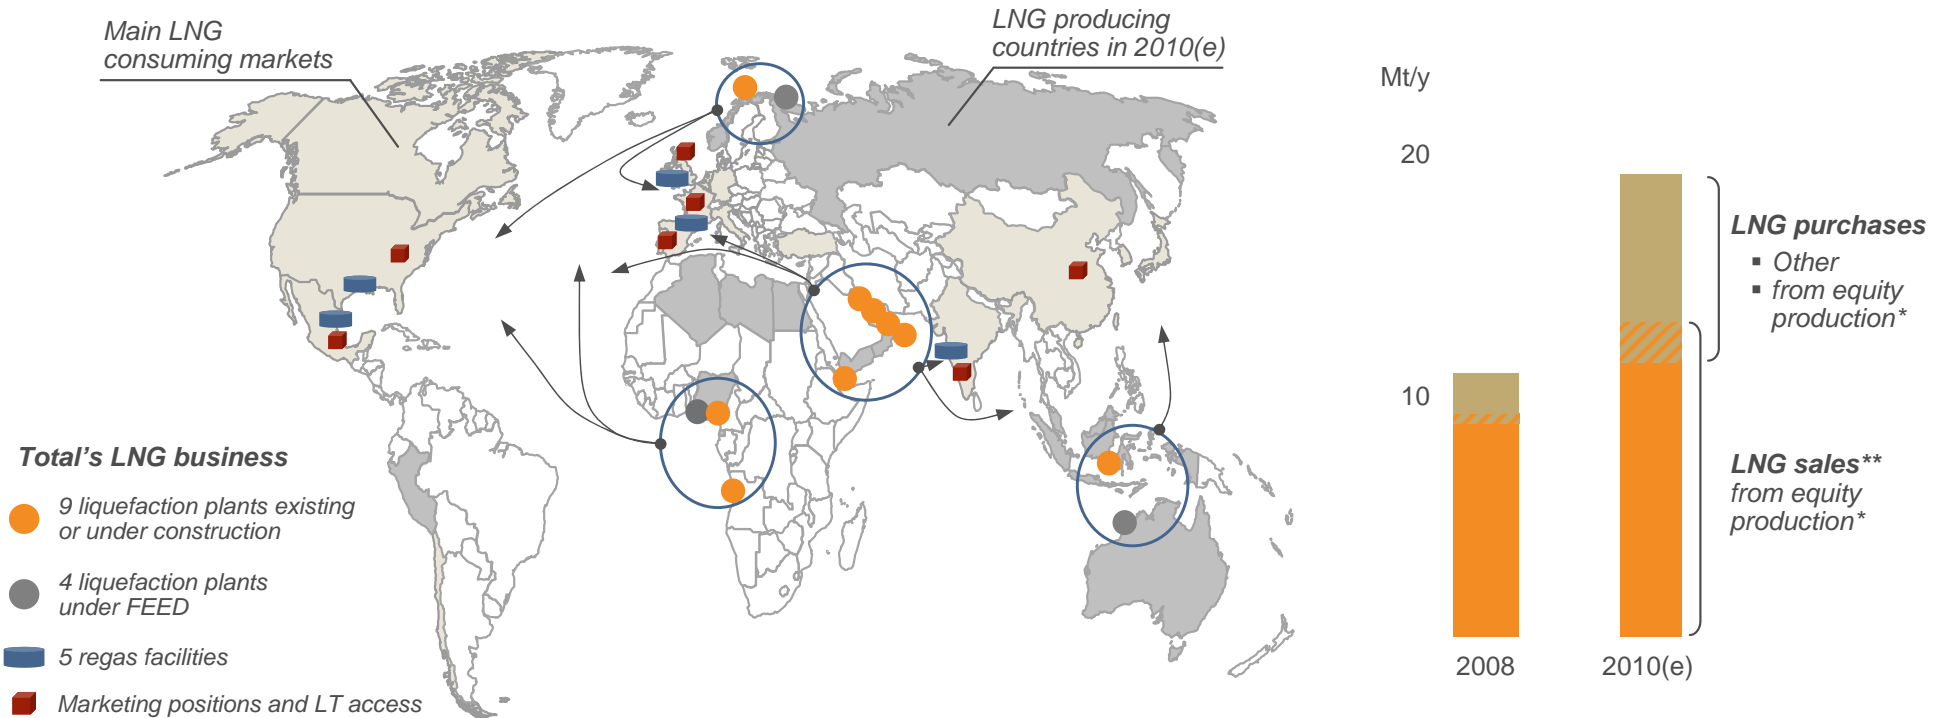 Main LNG
consuming markets
LNG producing
countries in 2010(e)
Total's LNG business
9 liquefaction plants existing
or under construction
4 liquefaction plants
under FEED
5 regas facilities
Marketing positions and LT access
Mt/y
20
10
2008
2010(e)
LNG purchases
▪ Other
▪ from equity
production*
LNG sales**
from equity
production*